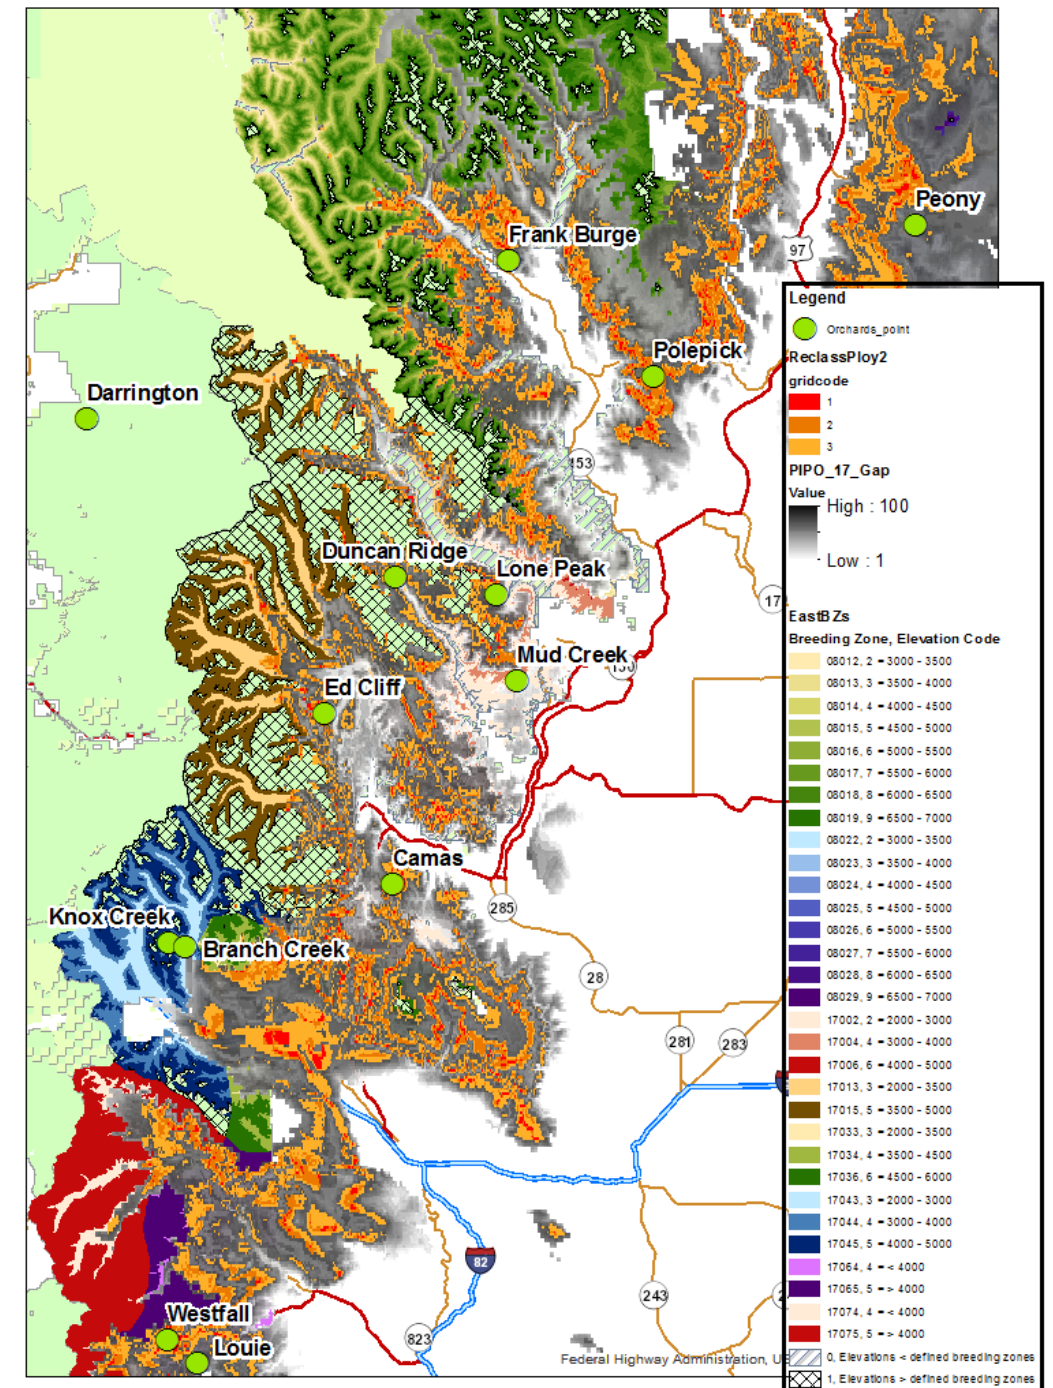 Peony
Frank Burge
97
Legend
Orchards_point
Polepick
ReclassPloy2
gridcode
Darrington
1
2
3
153
PIPO_17_Gap
Value
High : 100
Low : 1
Duncan Ridge
Lone Peak
17
EastBZs
Breeding Zone, Elevation Code
Mud Creek
150
Ed Cliff
08012, 2 = 3000 - 3500
08013, 3 = 3500 - 4000
08014, 4 = 4000 - 4500
08015, 5 = 4500 - 5000
08016, 6 = 5000 - 5500
08017, 7 = 5500 - 6000
08018, 8 = 6000 - 6500
08019, 9 = 6500 - 7000
08022, 2 = 3000 - 3500
08023, 3 = 3500 - 4000
08024, 4 = 4000 - 4500
08025, 5 = 4500 - 5000
08026, 6 = 5000 - 5500
08027, 7 = 5500 - 6000
08028, 8 = 6000 - 6500
08029, 9 = 6500 - 7000
17002, 2 = 2000 - 3000
17004, 4 = 3000 - 4000
17006, 6 = 4000 - 5000
17013, 3 = 2000 - 3500
17015, 5 = 3500 - 5000
17033, 3 = 2000 - 3500
17034, 4 = 3500 - 4500
17036, 6 = 4500 - 6000
17043, 3 = 2000 - 3000
17044, 4 = 3000 - 4000
17045, 5 = 4000 - 5000
17064, 4 = < 4000
17065, 5 = > 4000
17074, 4 = < 4000
17075, 5 = > 4000
0, Elevations < defined breeding zones
1, Elevations > defined breeding zones
Camas
285
Knox Creek
Branch Creek
28
281
283
82
243
Westfall
Louie
823
Federal Highway Administration,